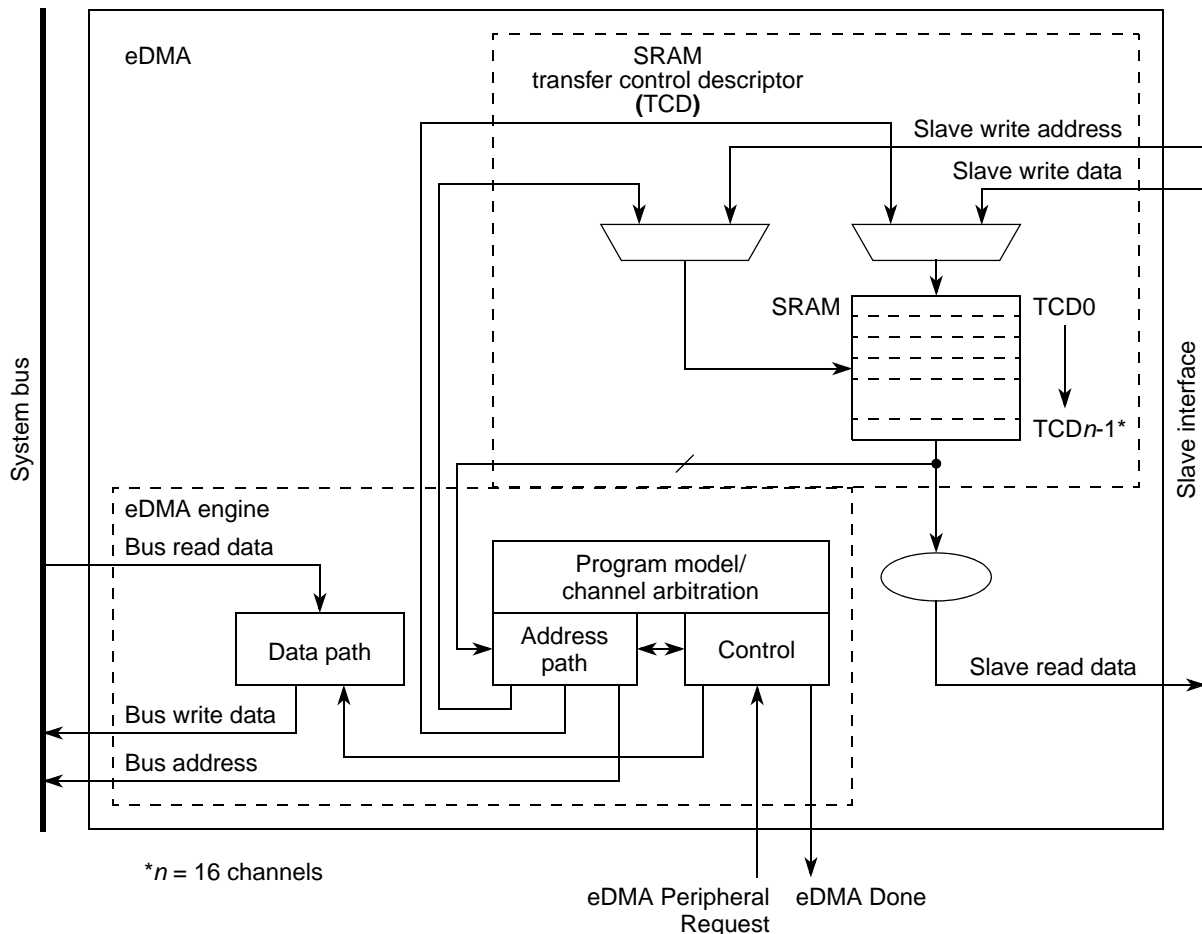 eDMA
SRAM
transfer control descriptor
(TCD)
Slave write address
Slave write data
SRAM
TCD0
TCDn-1*
System bus
Slave interface
eDMA engine
Bus read data
Program model/
channel arbitration
Data path
Address
path
Control
Slave read data
Bus write data
Bus address
*n = 16 channels
eDMA Peripheral
Request
eDMA Done